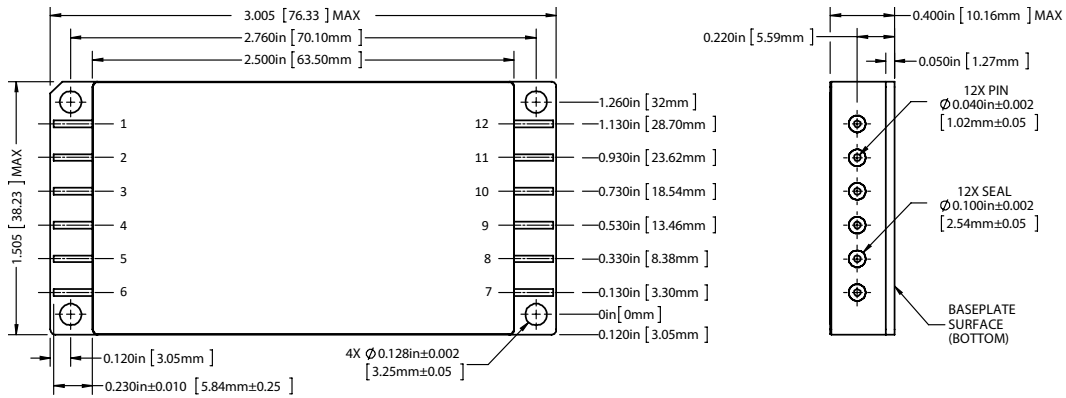 3.005 [76.33] MAX
2.760in [70.10mm]
2.500in [63.50mm]
1.505 [38.23] MAX
1
2
3
4
5
6
12
11
10
9
8
7
1.260in [32mm]
1.130in [28.70mm]
0.930in [23.62mm]
0.730in [18.54mm]
0.530in [13.46mm]
0.330in [8.38mm]
0.130in [3.30mm]
0in [0mm]
0.120in [3.05mm]
0.120in [3.05mm]
0.230in±0.010 [5.84mm±0.25]
4X Ø 0.128in±0.002
[3.25mm±0.05]
0.400in [10.16mm] MAX
0.220in [5.59mm]
0.050in [1.27mm]
12X PIN
Ø 0.040in±0.002
[1.02mm±0.05]
12X SEAL
Ø 0.100in±0.002
[2.54mm±0.05]
BASEPLATE
SURFACE
(BOTTOM)